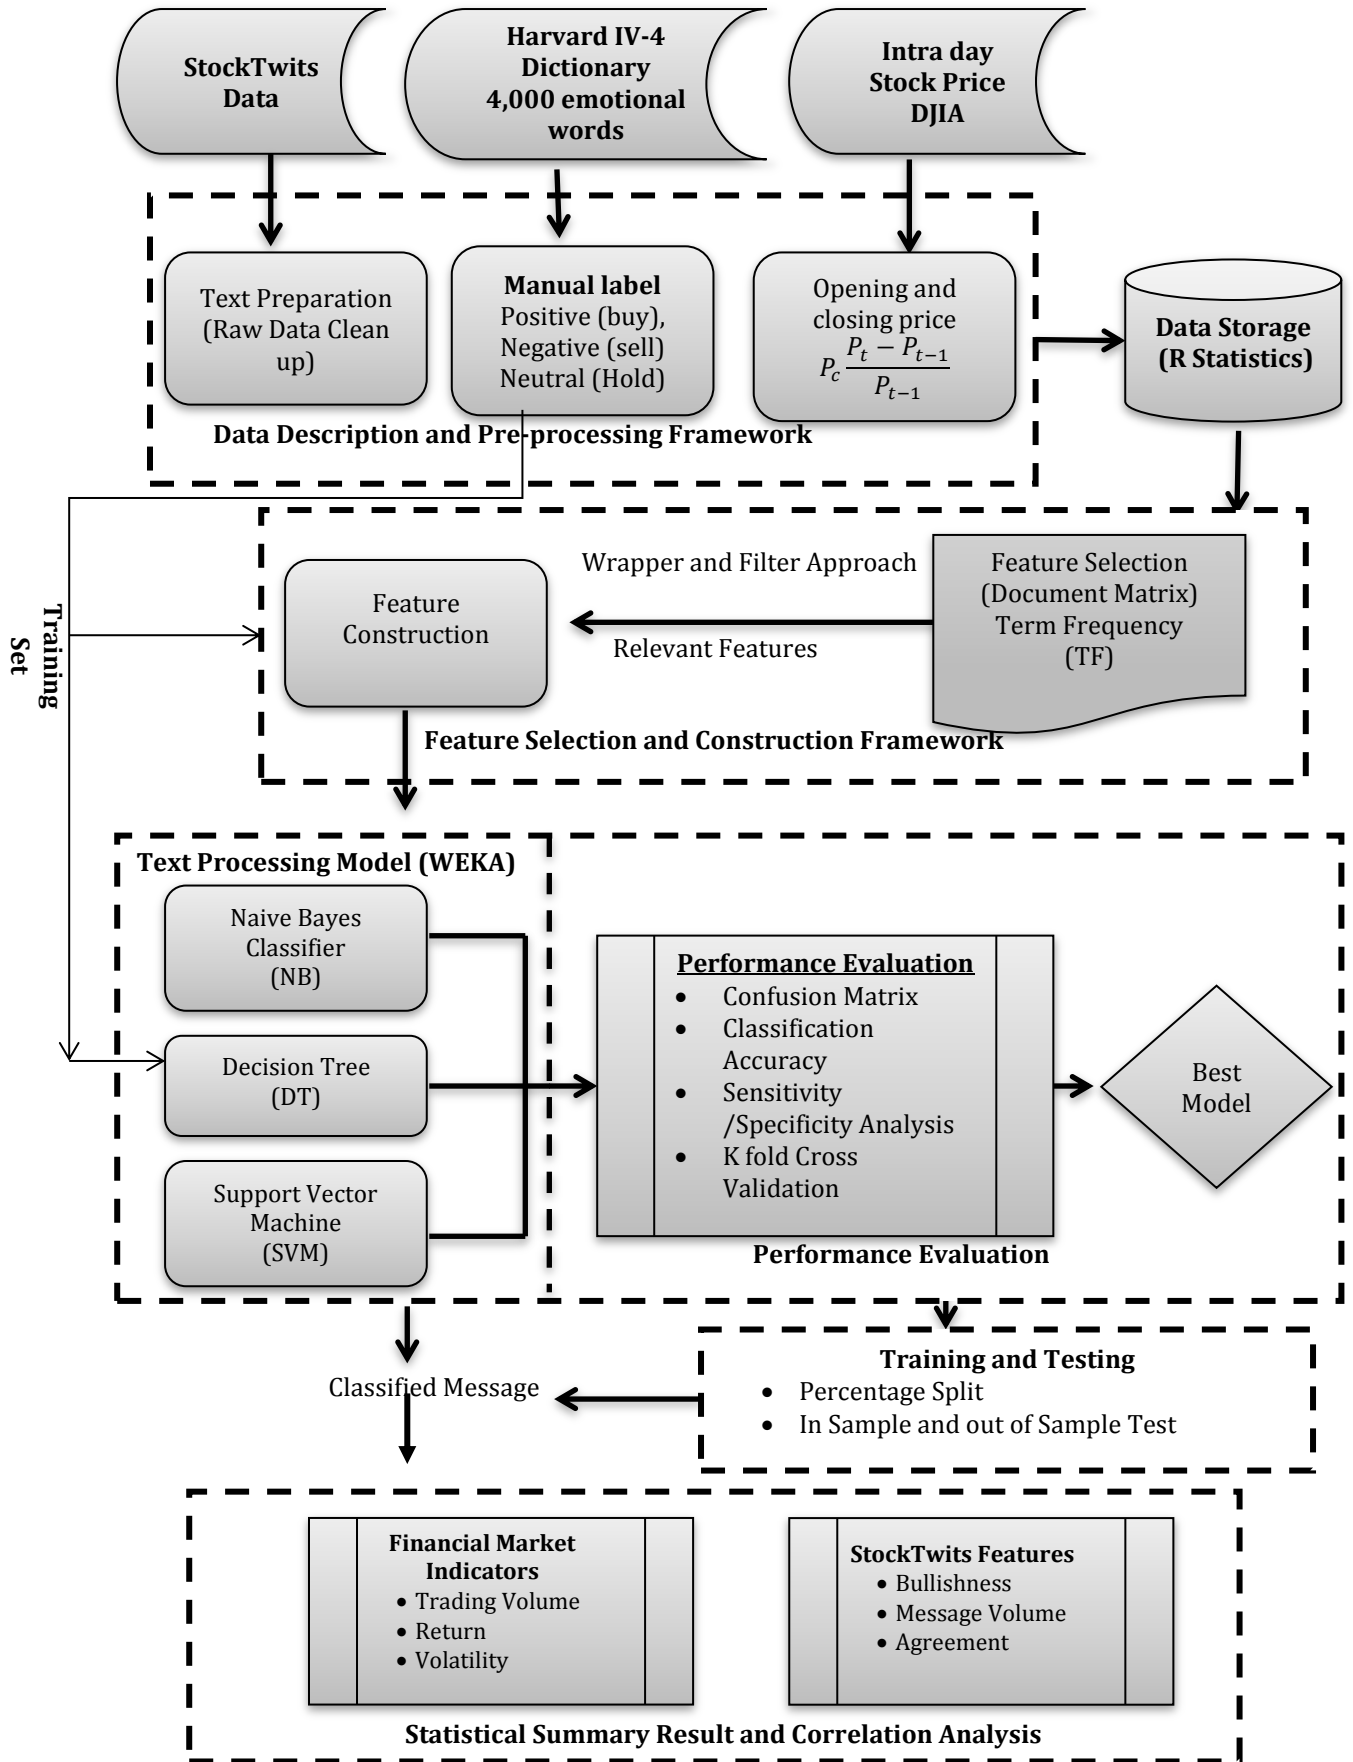 StockTwits
Data
Harvard IV-4
Dictionary
4,000 emotional
words
Intra day
Stock Price
DJIA
Text Preparation
(Raw Data Clean
up)
Manual label
Positive (buy),
Negative (sell)
Neutral (Hold)
Opening and
closing price
P_c \frac{P_t − P_{t−1}}{P_{t−1}}
Data Storage
(R Statistics)
Data Description and Pre-processing Framework
Training
Set
Feature
Construction
Wrapper and Filter Approach
Relevant Features
Feature Selection
(Document Matrix)
Term Frequency
(TF)
Feature Selection and Construction Framework
Text Processing Model (WEKA)
Naive Bayes
Classifier
(NB)
Decision Tree
(DT)
Support Vector
Machine
(SVM)
Performance Evaluation
• Confusion Matrix
• Classification
Accuracy
• Sensitivity
/Specificity Analysis
• K fold Cross
Validation
Performance Evaluation
Best
Model
Classified Message
Training and Testing
• Percentage Split
• In Sample and out of Sample Test
Financial Market
Indicators
• Trading Volume
• Return
• Volatility
StockTwits Features
• Bullishness
• Message Volume
• Agreement
Statistical Summary Result and Correlation Analysis